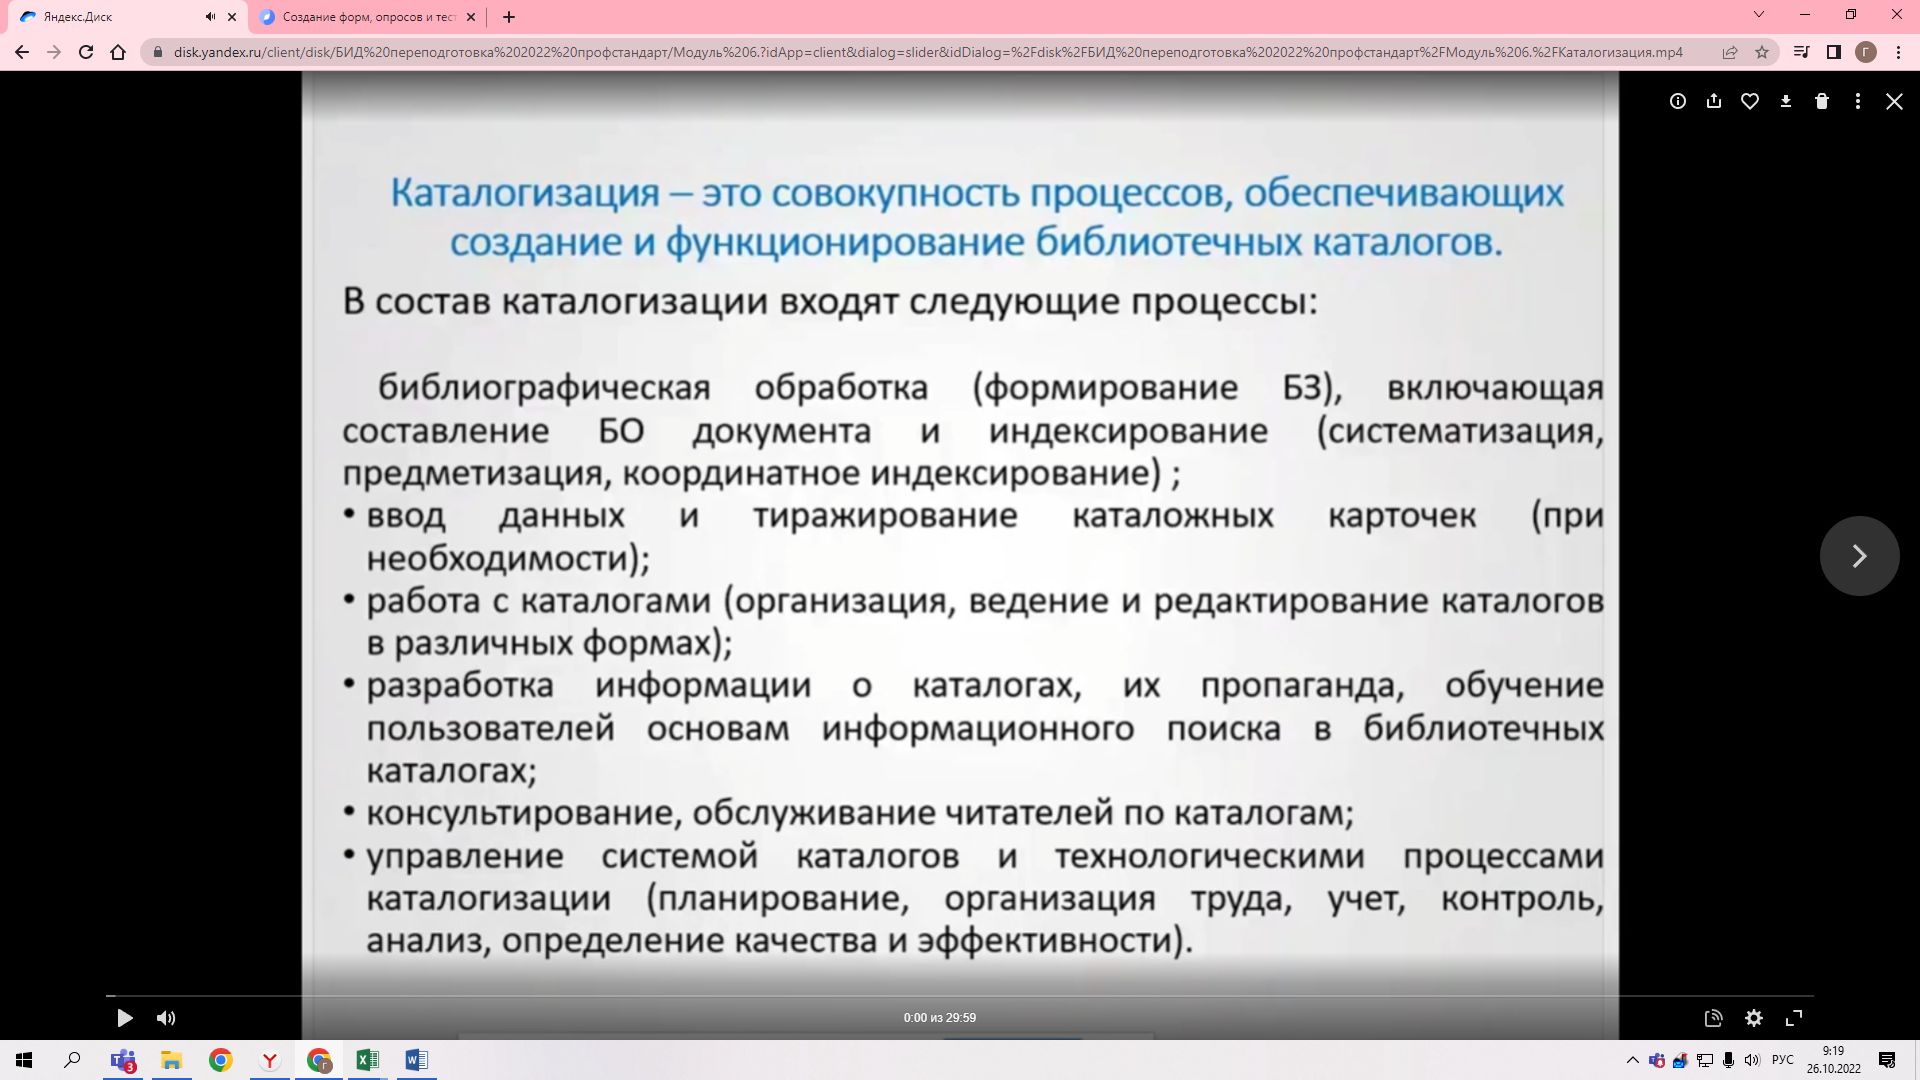 Яндекс.Диск
Создание форм, опросов и тест
disk.yandex.ru/client/disk/БИД%20переподготовка%202022%20профстандарт/Модуль%206.?idApp=client&dialog=slider&idDialog=%2Fdisk%2FБИД%20переподготовка%202022%20профстандарт%2FМодуль%206.%2FКаталогизация.mp4
Г
Каталогизация – это совокупность процессов, обеспечивающих
создание и функционирование библиотечных каталогов.
В состав каталогизации входят следующие процессы:
библиографическая обработка (формирование БЗ), включающая
составление БО документа и индексирование (систематизация,
предметизация, координатное индексирование) ;
• ввод данных и тиражирование каталожных карточек (при
необходимости);
• работа с каталогами (организация, ведение и редактирование каталогов
в различных формах);
• разработка информации о каталогах, их пропаганда, обучение
пользователей основам информационного поиска в библиотечных
каталогах;
• консультирование, обслуживание читателей по каталогам;
• управление системой каталогов и технологическими процессами
каталогизации (планирование, организация труда, учет, контроль,
анализ, определение качества и эффективности).
0:00 из 29:59
3
РУС
9:19
26.10.2022